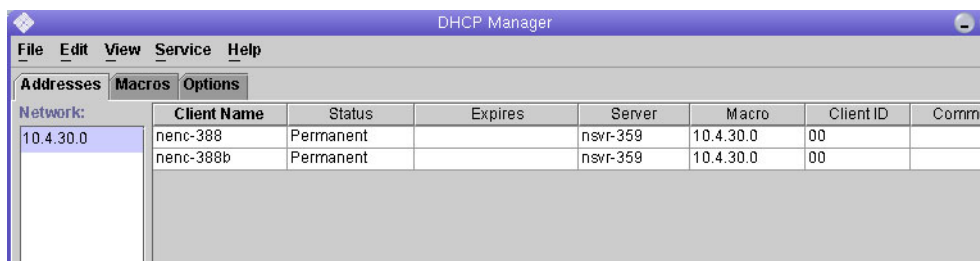 DHCP Manager
File Edit View Service Help
Addresses Macros Options
Network: Client Name Status Expires Server Macro Client ID Comm
10.4.30.0 nenc-388 Permanent nsvr-359 10.4.30.0 00
nenc-388b Permanent nsvr-359 10.4.30.0 00